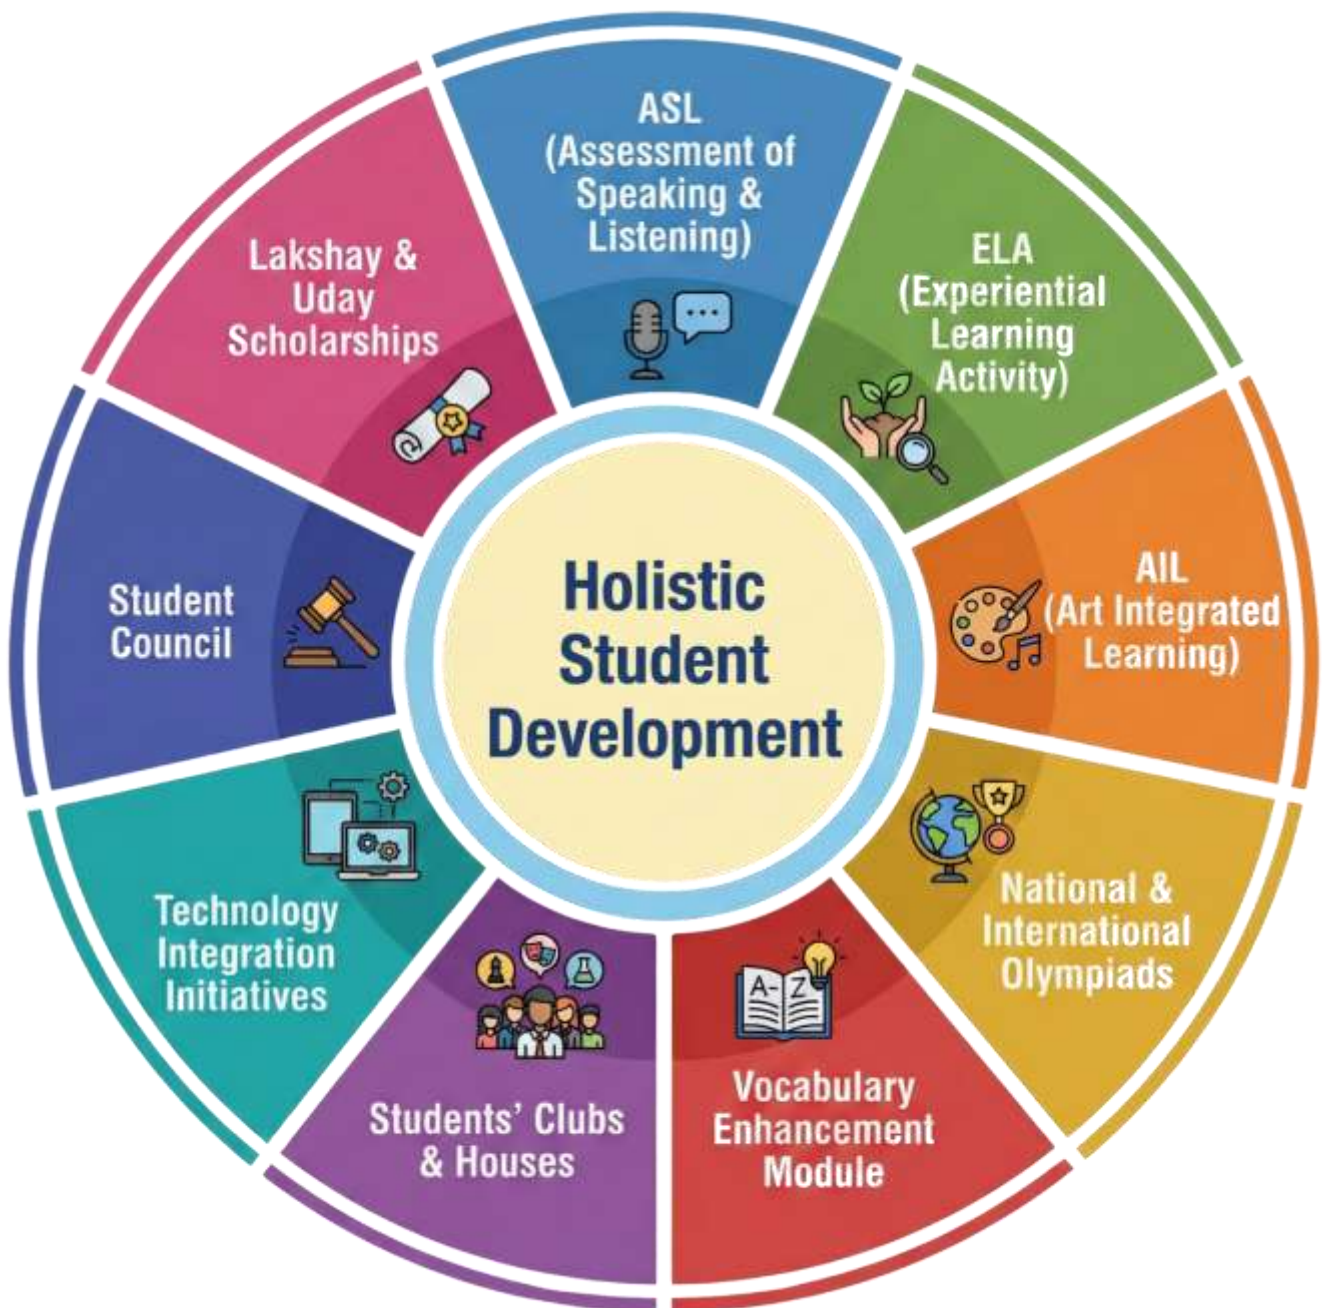 ASL
(Assessment of
Speaking &
Listening)
ELA
(Experiential
Learning
Activity)
AIL
(Art Integrated
Learning)
National &
International
Olympiads
A-Z
Vocabulary
Enhancement
Module
Students' Clubs
& Houses
Technology
Integration
Initiatives
Student
Council
Lakshay &
Uday
Scholarships
Holistic
Student
Development